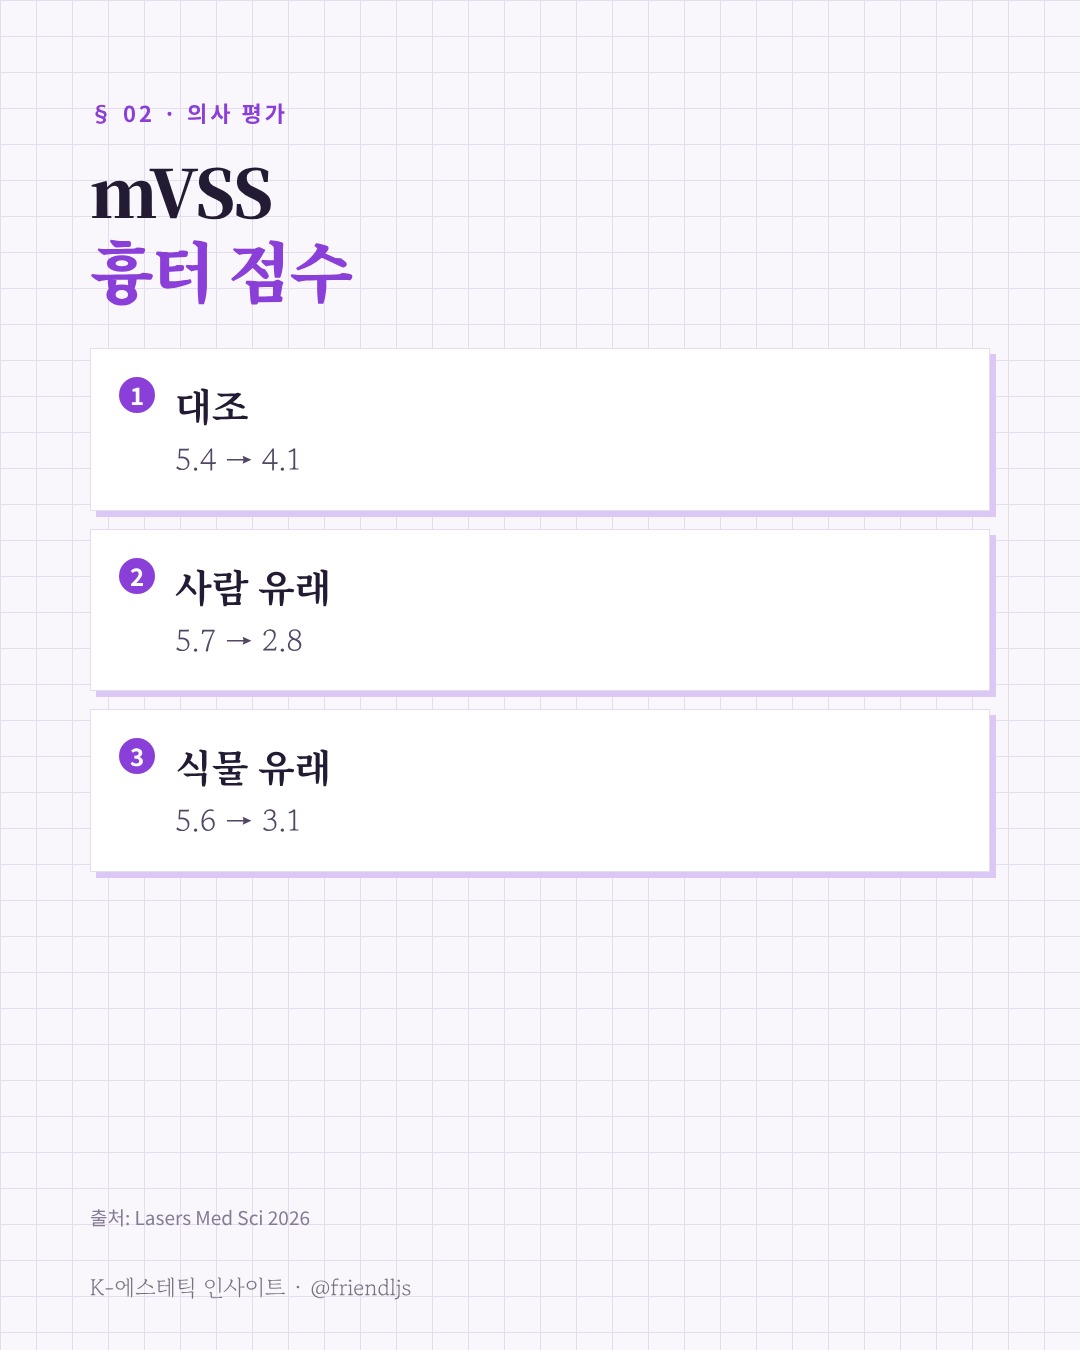 § 02 · 의사 평가
mVSS
흉터 점수
1 대조
5.4 → 4.1
2 사람 유래
5.7 → 2.8
3 식물 유래
5.6 → 3.1
출처: Lasers Med Sci 2026
K-에스테틱 인사이트 · @friendljs